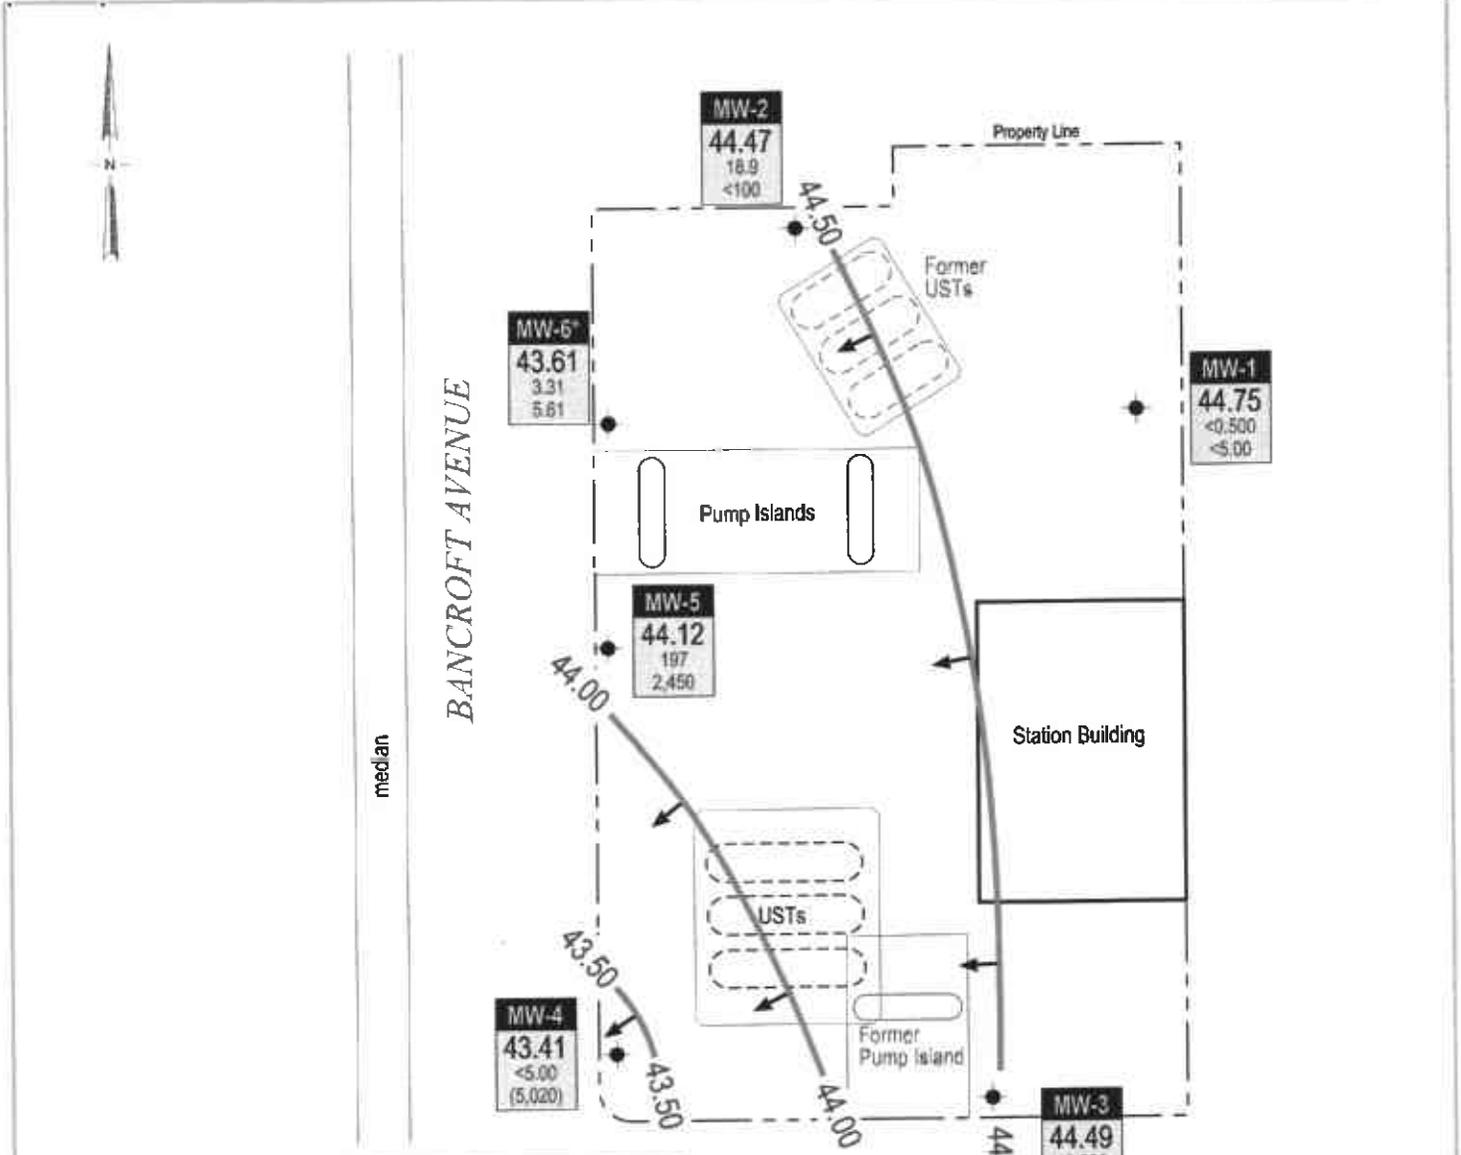 N
MW-2
44.47
18.9
<100
Property Line
44.50
Former
USTs
MW-6*
43.61
3.31
5.61
MW-1
44.75
<0.500
<5.00
BANCROFT AVENUE
Pump Islands
MW-5
44.12
197
2,450
44.00
median
Station Building
USTs
43.50
MW-4
43.41
<5.00
(5,020)
43.50
Former
Pump Island
44.00
MW-3
44.49
44